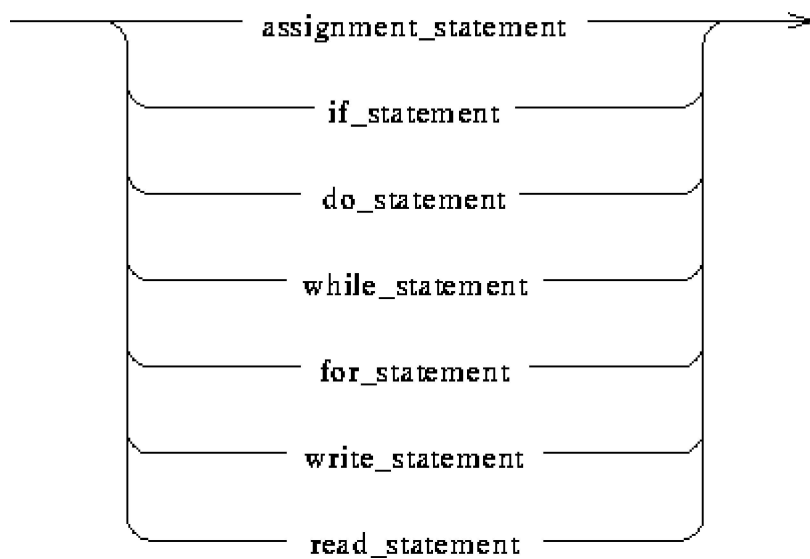 assignment_statement
if_statement
do_statement
while_statement
for_statement
write_statement
read_statement